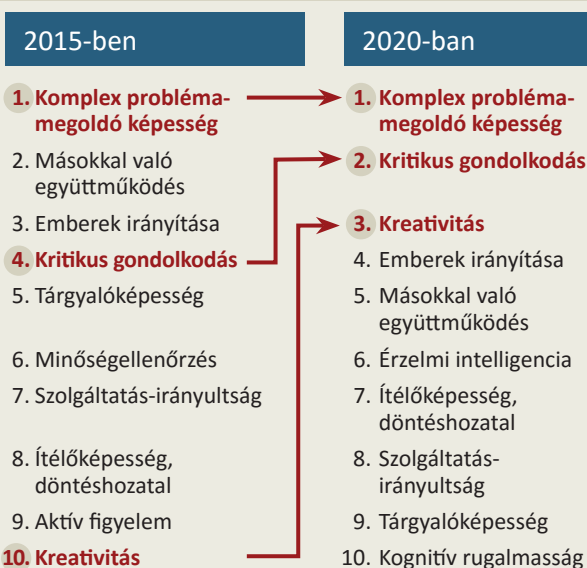 2015-ben
1. Komplex probléma-
megoldó képesség
2. Másokkal való
együttműködés
3. Emberek irányítása
4. Kritikus gondolkodás
5. Tárgyalóképesség
6. Minőségellenőrzés
7. Szolgáltatás-irányultság
8. Ítélőképesség,
döntéshozatal
9. Aktív figyelem
10. Kreativitás
2020-ban
1. Komplex probléma-
megoldó képesség
2. Kritikus gondolkodás
3. Kreativitás
4. Emberek irányítása
5. Másokkal való
együttműködés
6. Érzelmi intelligencia
7. Ítélőképesség,
döntéshozatal
8. Szolgáltatás-
irányultság
9. Tárgyalóképesség
10. Kognitív rugalmasság